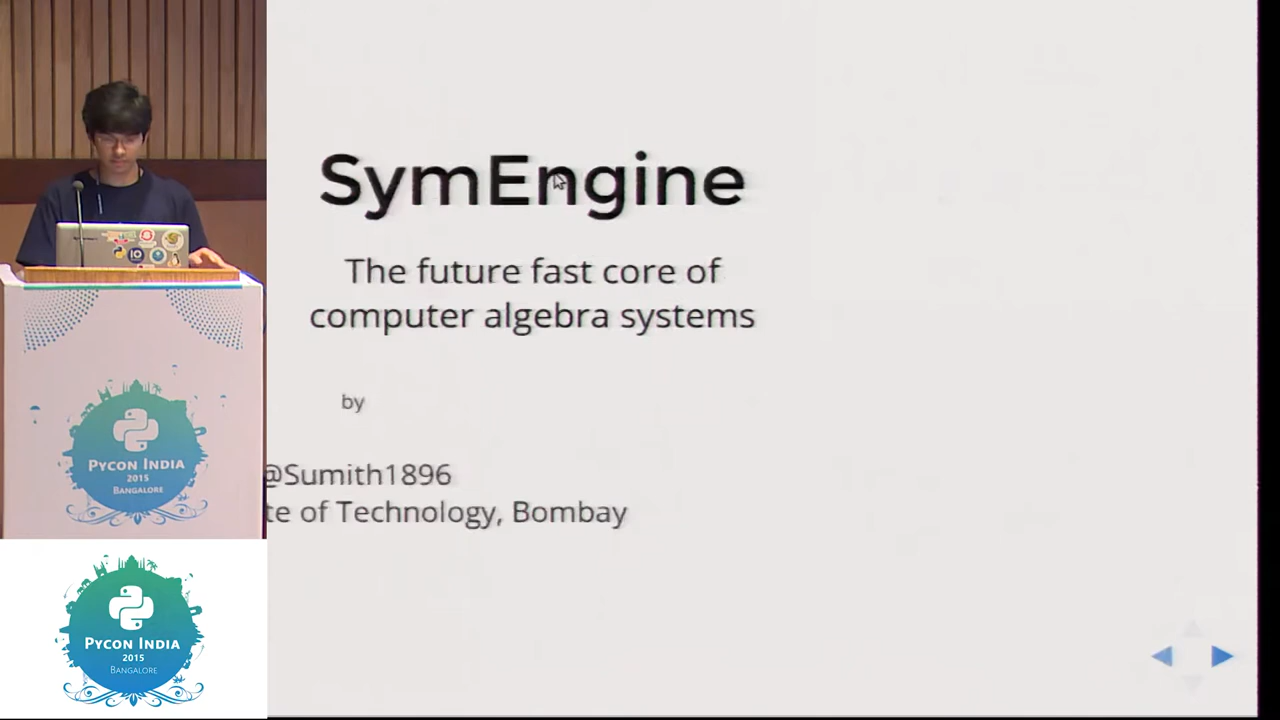 SymEngine
The future fast core of
computer algebra systems
by
@Sumith1896
te of Technology, Bombay
PYCON INDIA
2015
BANGALORE
PYCON INDIA
2015
BANGALORE